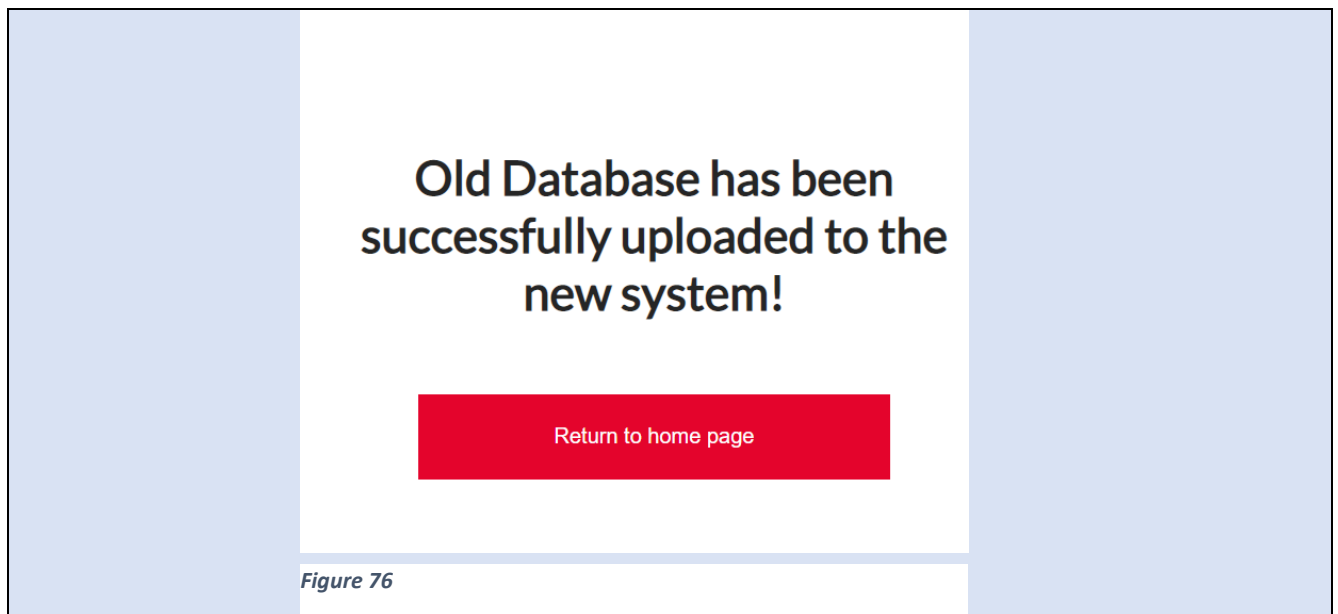 Old Database has been
successfully uploaded to the
new system!
Return to home page
Figure 76